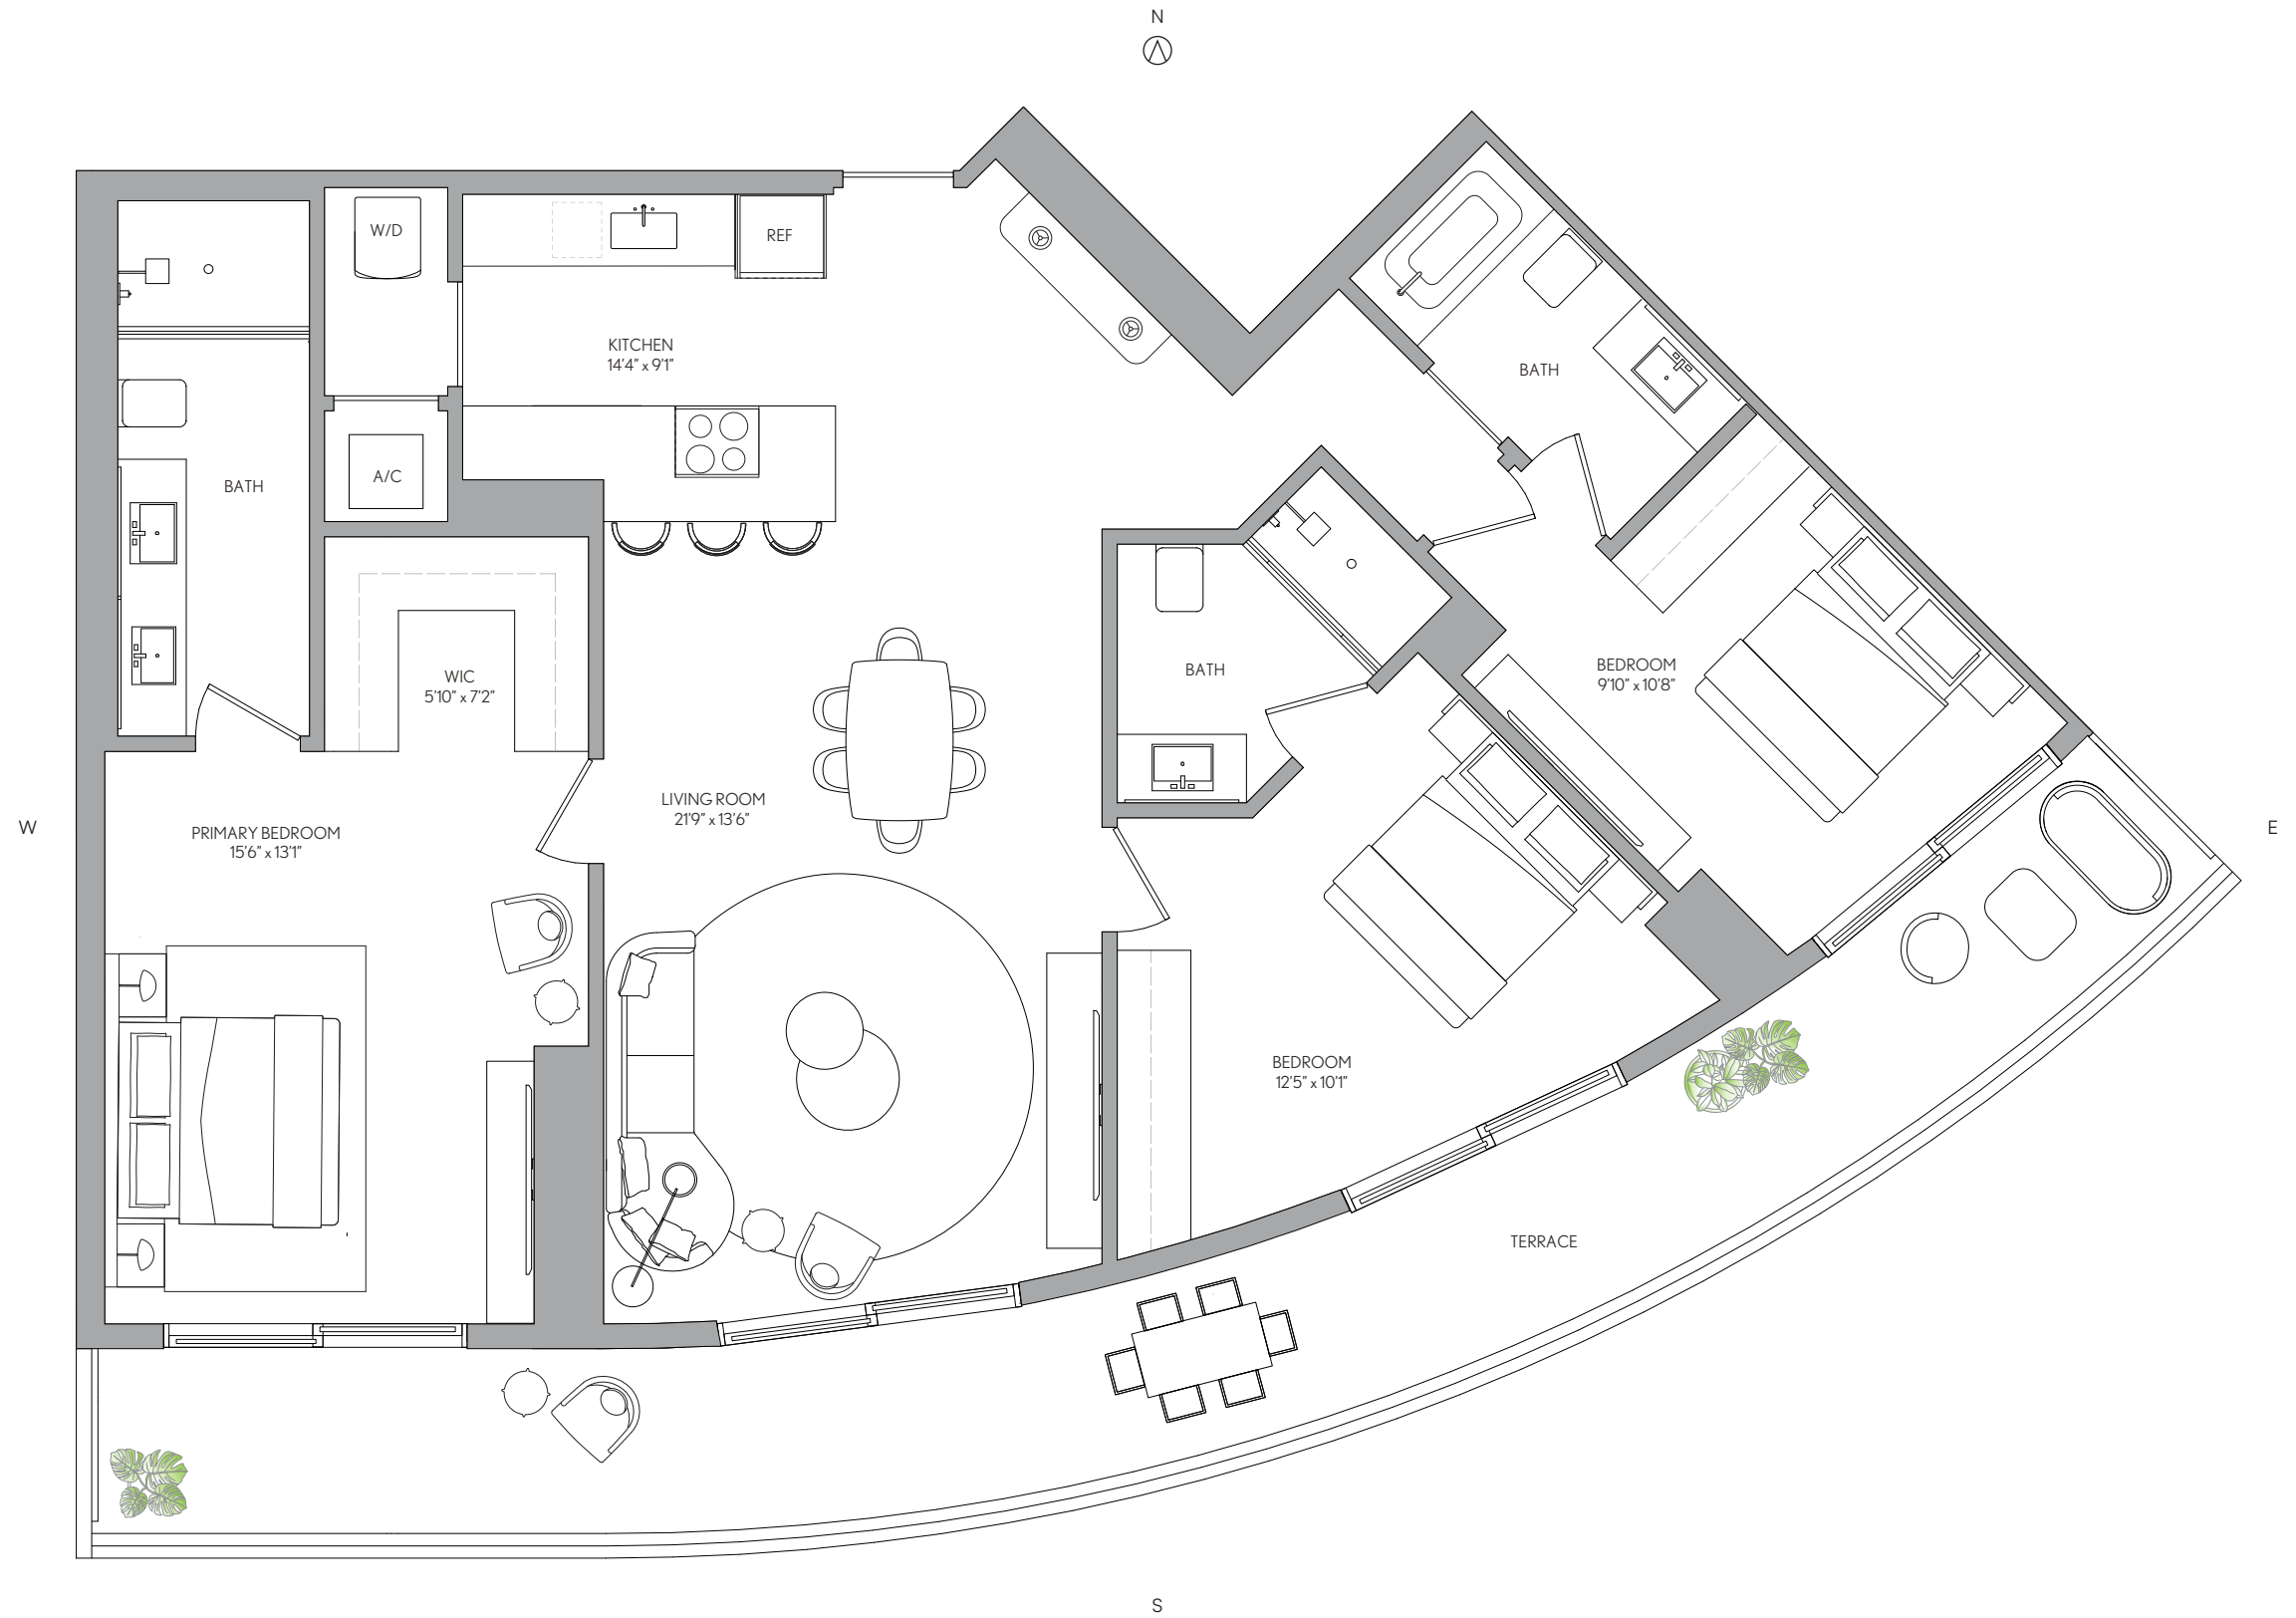 N
W/D
REF
KITCHEN
14'4" x 9'1"
BATH
A/C
BATH
WIC
5'10" x 7'2"
BATH
BEDROOM
9'10" x 10'8"
LIVING ROOM
21'9" x 13'6"
W
E
PRIMARY BEDROOM
15'6" x 13'1"
BEDROOM
12'5" x 10'1"
TERRACE
S